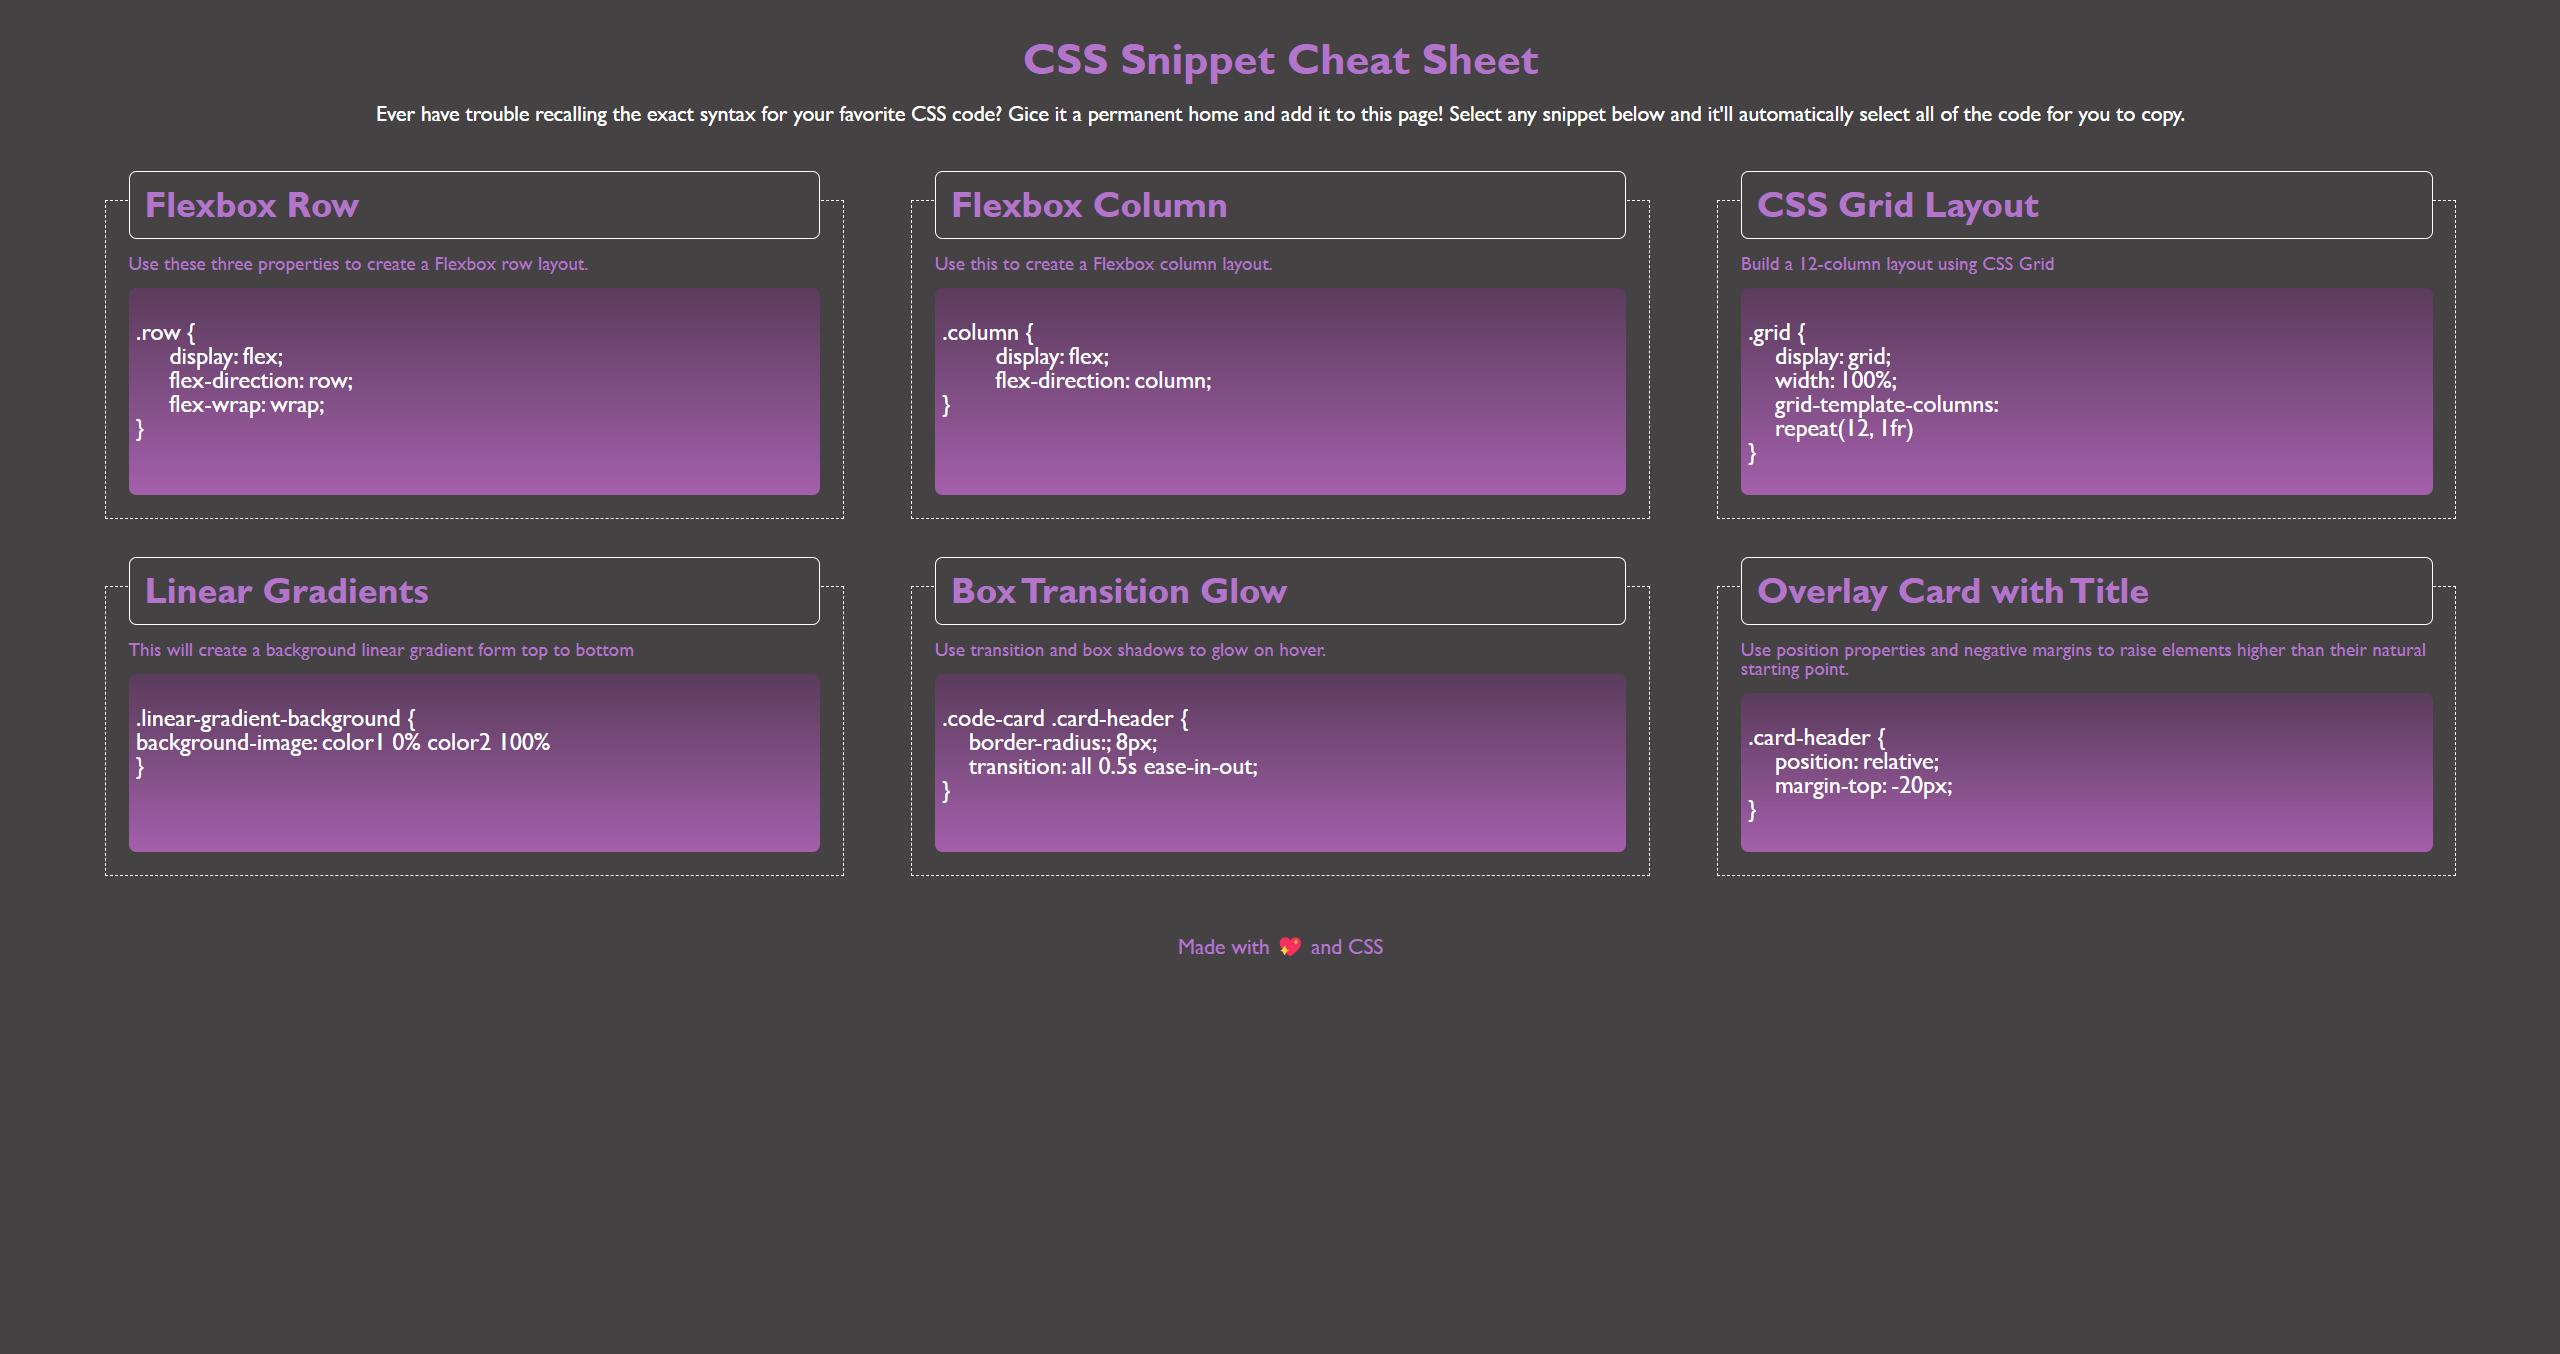 CSS Snippet Cheat Sheet
Ever have trouble recalling the exact syntax for your favorite CSS code? Gice it a permanent home and add it to this page! Select any snippet below and it'll automatically select all of the code for you to copy.
Flexbox Row
Use these three properties to create a Flexbox row layout.
.row {
display: flex;
flex-direction: row;
flex-wrap: wrap;
}
Flexbox Column
Use this to create a Flexbox column layout.
.column {
display: flex;
flex-direction: column;
}
CSS Grid Layout
Build a 12-column layout using CSS Grid
.grid {
display: grid;
width: 100%;
grid-template-columns:
repeat(12, 1fr)
}
Linear Gradients
This will create a background linear gradient form top to bottom
.linear-gradient-background {
background-image: color1 0% color2 100%
}
Box Transition Glow
Use transition and box shadows to glow on hover.
.code-card .card-header {
border-radius:; 8px;
transition: all 0.5s ease-in-out;
}
Overlay Card with Title
Use position properties and negative margins to raise elements higher than their natural
starting point.
.card-header {
position: relative;
margin-top: -20px;
}
Made with 💖 and CSS